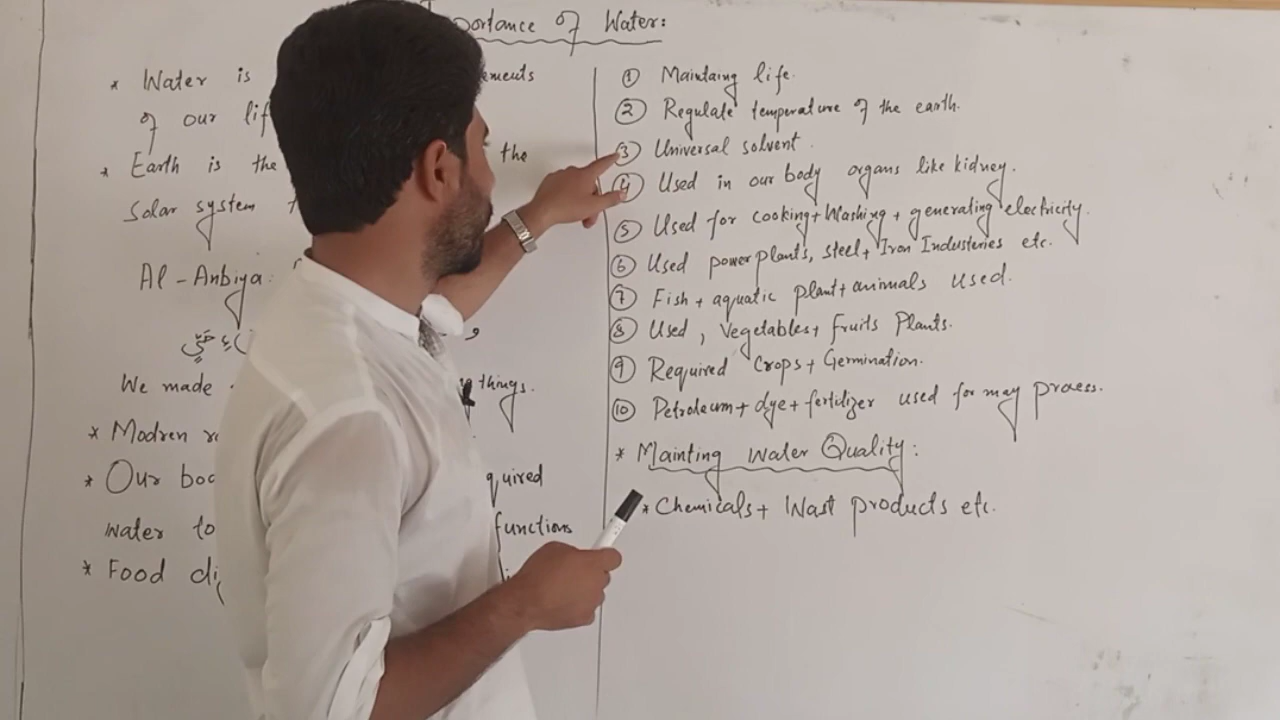 portance of Water:
* Water is ements
of our lif
* Earth is the the
Solar system
Al-Anbiya:
We made things.
* Modren
* Our bod quired
water to functions
* Food di
① Maintaing life.
② Regulate temperature of the earth.
③ Universal solvent.
④ Used in our body organs like kidney.
⑤ Used for cooking + Washing + generating electricity.
⑥ Used powerplants, steel + Iron Industeries etc.
⑦ Fish + aquatic plant + animals used.
⑧ Used, Vegetables + fruits Plants.
⑨ Required Crops + Germination.
⑩ Petroleum + dye + fertilizer used for may process.
* Mainting Water Quality:
* Chemicals + Wast products etc.